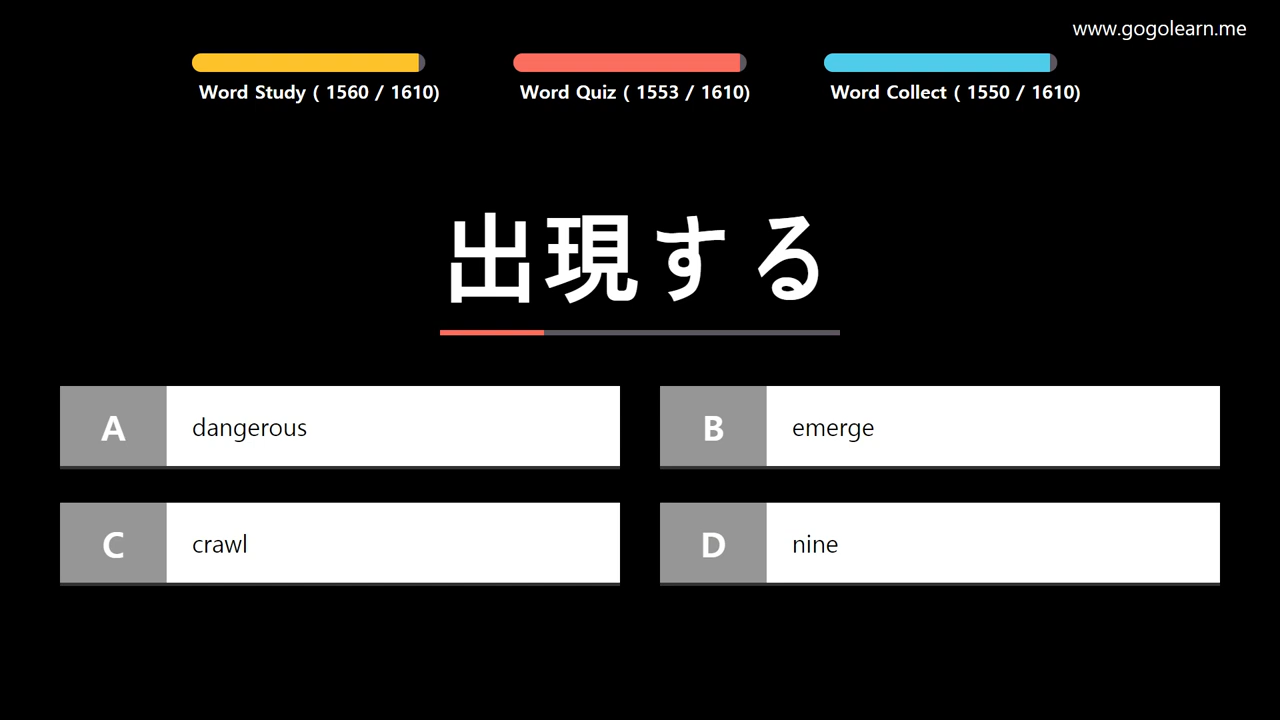 www.gogolearn.me
Word Study ( 1560 / 1610)
Word Quiz ( 1553 / 1610)
Word Collect ( 1550 / 1610)
出現する
A dangerous
B emerge
C crawl
D nine